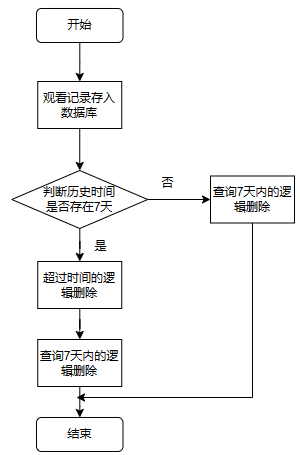 开始
观看记录存入
数据库
判断历史时间
是否存在7天
否
查询7天内的逻
辑删除
是
超过时间的逻
辑删除
查询7天内的逻
辑删除
结束